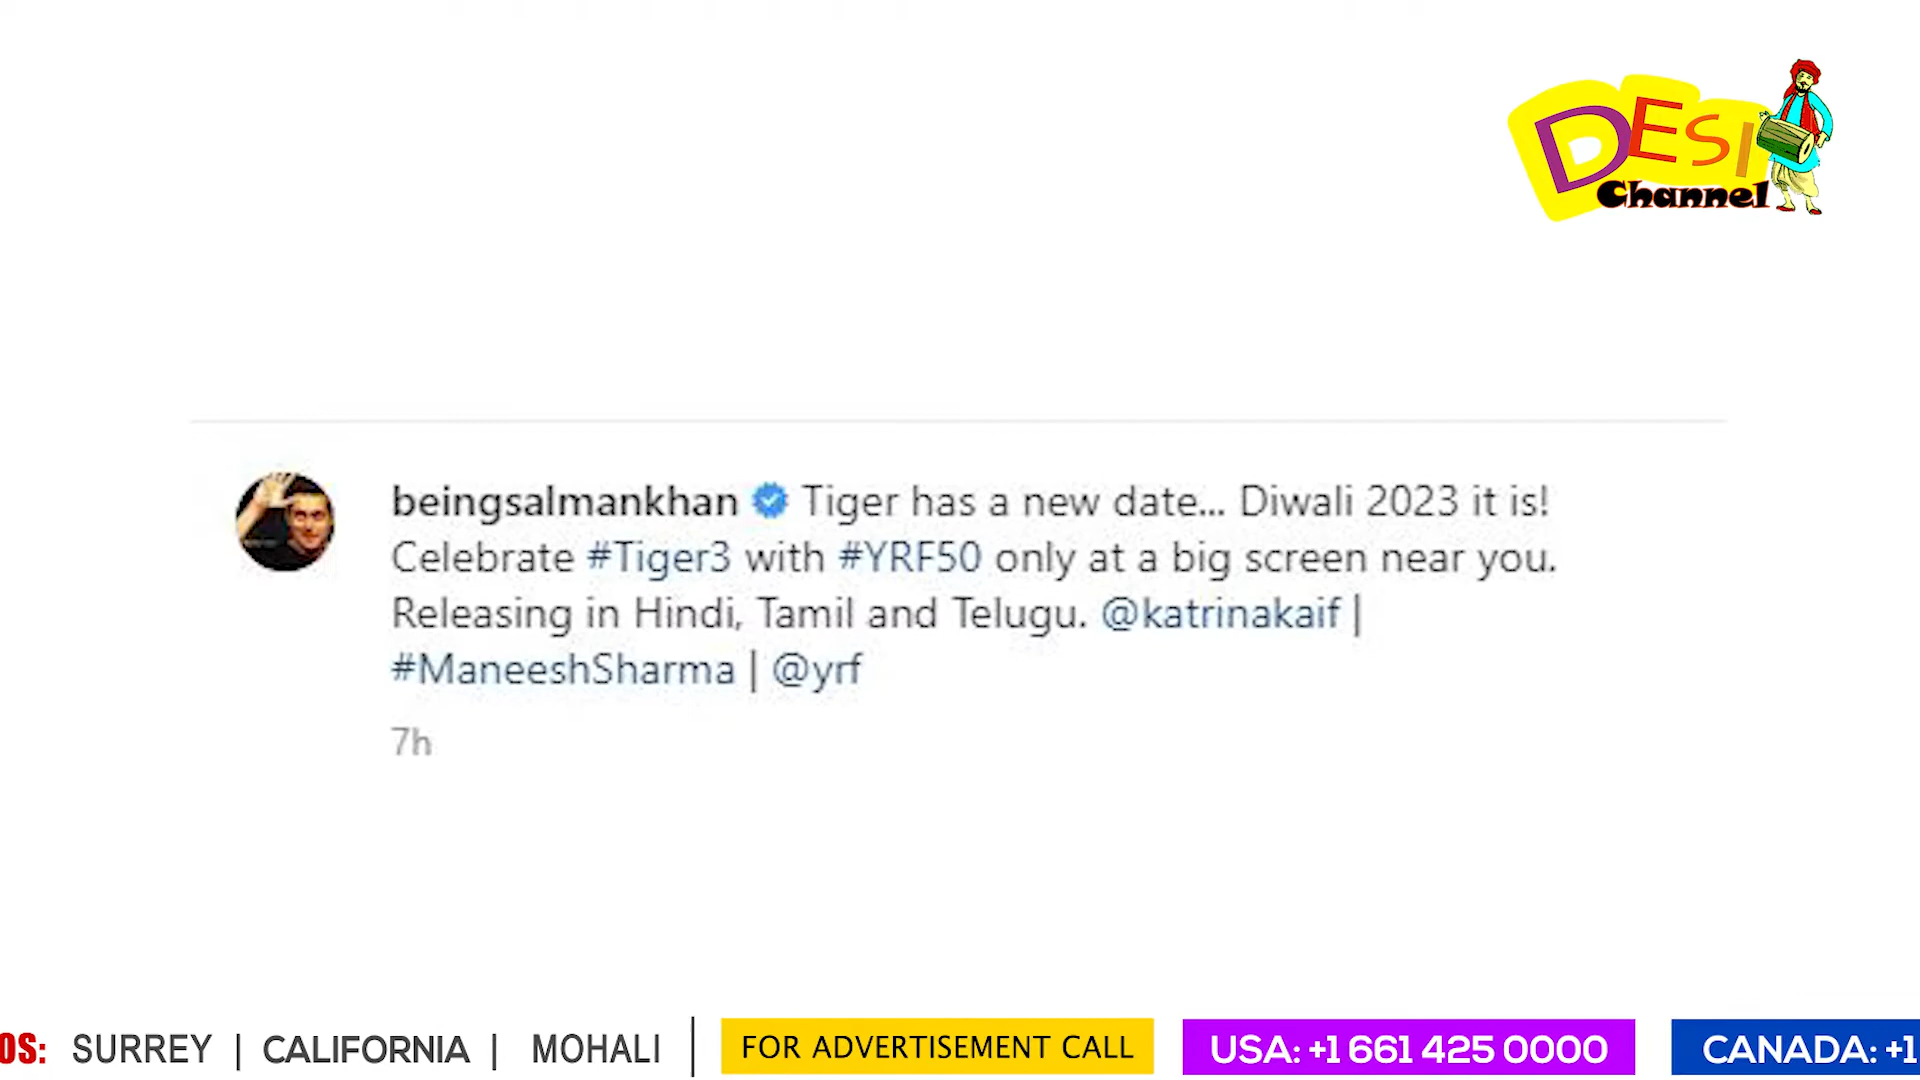 DESI
Channel
beingsalmankhan Tiger has a new date... Diwali 2023 it is!
Celebrate #Tiger3 with #YRF50 only at a big screen near you.
Releasing in Hindi, Tamil and Telugu. @katrinakaif |
#ManeeshSharma | @yrf
7h
OS: SURREY | CALIFORNIA | MOHALI | FOR ADVERTISEMENT CALL USA: +1 661 425 0000 CANADA: +1